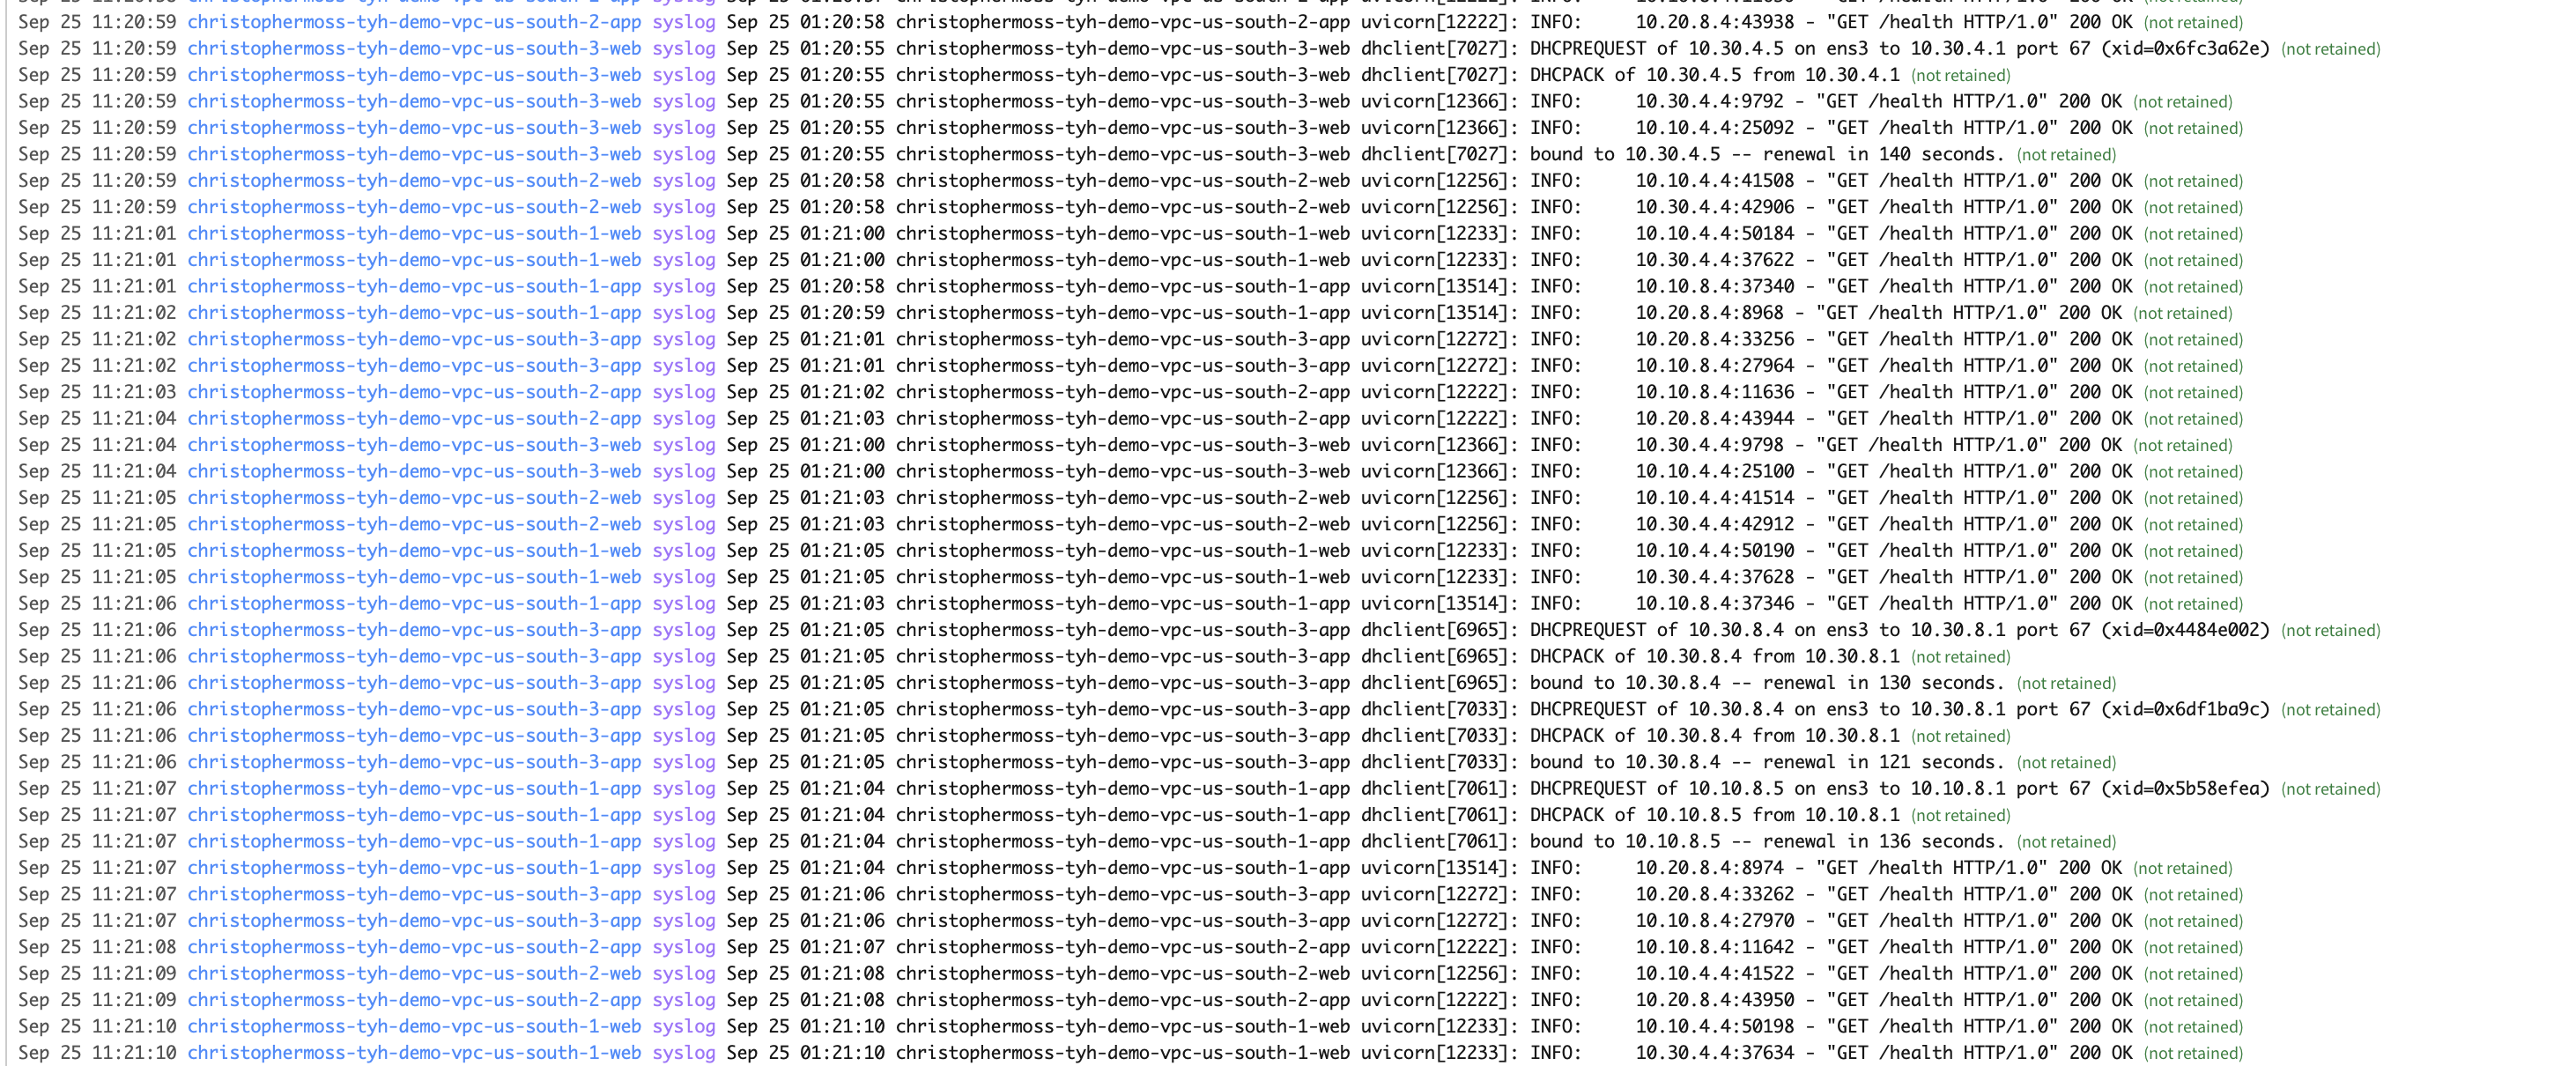 Sep 25 11:20:59 christophermoss-tyh-demo-vpc-us-south-2-app syslog Sep 25 01:20:58 christophermoss-tyh-demo-vpc-us-south-2-app uvicorn[12222]: INFO: 10.20.8.4:43938 - "GET /health HTTP/1.0" 200 OK (not retained)
Sep 25 11:20:59 christophermoss-tyh-demo-vpc-us-south-3-web syslog Sep 25 01:20:55 christophermoss-tyh-demo-vpc-us-south-3-web dhclient[7027]: DHCPREQUEST of 10.30.4.5 on ens3 to 10.30.4.1 port 67 (xid=0x6fc3a62e) (not retained)
Sep 25 11:20:59 christophermoss-tyh-demo-vpc-us-south-3-web syslog Sep 25 01:20:55 christophermoss-tyh-demo-vpc-us-south-3-web dhclient[7027]: DHCPACK of 10.30.4.5 from 10.30.4.1 (not retained)
Sep 25 11:20:59 christophermoss-tyh-demo-vpc-us-south-3-web syslog Sep 25 01:20:55 christophermoss-tyh-demo-vpc-us-south-3-web uvicorn[12366]: INFO: 10.30.4.4:9792 - "GET /health HTTP/1.0" 200 OK (not retained)
Sep 25 11:20:59 christophermoss-tyh-demo-vpc-us-south-3-web syslog Sep 25 01:20:55 christophermoss-tyh-demo-vpc-us-south-3-web uvicorn[12366]: INFO: 10.10.4.4:25092 - "GET /health HTTP/1.0" 200 OK (not retained)
Sep 25 11:20:59 christophermoss-tyh-demo-vpc-us-south-3-web syslog Sep 25 01:20:55 christophermoss-tyh-demo-vpc-us-south-3-web dhclient[7027]: bound to 10.30.4.5 -- renewal in 140 seconds. (not retained)
Sep 25 11:20:59 christophermoss-tyh-demo-vpc-us-south-2-web syslog Sep 25 01:20:58 christophermoss-tyh-demo-vpc-us-south-2-web uvicorn[12256]: INFO: 10.10.4.4:41508 - "GET /health HTTP/1.0" 200 OK (not retained)
Sep 25 11:20:59 christophermoss-tyh-demo-vpc-us-south-2-web syslog Sep 25 01:20:58 christophermoss-tyh-demo-vpc-us-south-2-web uvicorn[12256]: INFO: 10.30.4.4:42906 - "GET /health HTTP/1.0" 200 OK (not retained)
Sep 25 11:21:01 christophermoss-tyh-demo-vpc-us-south-1-web syslog Sep 25 01:21:00 christophermoss-tyh-demo-vpc-us-south-1-web uvicorn[12233]: INFO: 10.10.4.4:50184 - "GET /health HTTP/1.0" 200 OK (not retained)
Sep 25 11:21:01 christophermoss-tyh-demo-vpc-us-south-1-web syslog Sep 25 01:21:00 christophermoss-tyh-demo-vpc-us-south-1-web uvicorn[12233]: INFO: 10.30.4.4:37622 - "GET /health HTTP/1.0" 200 OK (not retained)
Sep 25 11:21:01 christophermoss-tyh-demo-vpc-us-south-1-app syslog Sep 25 01:20:58 christophermoss-tyh-demo-vpc-us-south-1-app uvicorn[13514]: INFO: 10.10.8.4:37340 - "GET /health HTTP/1.0" 200 OK (not retained)
Sep 25 11:21:02 christophermoss-tyh-demo-vpc-us-south-1-app syslog Sep 25 01:20:59 christophermoss-tyh-demo-vpc-us-south-1-app uvicorn[13514]: INFO: 10.20.8.4:8968 - "GET /health HTTP/1.0" 200 OK (not retained)
Sep 25 11:21:02 christophermoss-tyh-demo-vpc-us-south-3-app syslog Sep 25 01:21:01 christophermoss-tyh-demo-vpc-us-south-3-app uvicorn[12272]: INFO: 10.20.8.4:33256 - "GET /health HTTP/1.0" 200 OK (not retained)
Sep 25 11:21:02 christophermoss-tyh-demo-vpc-us-south-3-app syslog Sep 25 01:21:01 christophermoss-tyh-demo-vpc-us-south-3-app uvicorn[12272]: INFO: 10.10.8.4:27964 - "GET /health HTTP/1.0" 200 OK (not retained)
Sep 25 11:21:03 christophermoss-tyh-demo-vpc-us-south-2-app syslog Sep 25 01:21:02 christophermoss-tyh-demo-vpc-us-south-2-app uvicorn[12222]: INFO: 10.10.8.4:11636 - "GET /health HTTP/1.0" 200 OK (not retained)
Sep 25 11:21:04 christophermoss-tyh-demo-vpc-us-south-2-app syslog Sep 25 01:21:03 christophermoss-tyh-demo-vpc-us-south-2-app uvicorn[12222]: INFO: 10.20.8.4:43944 - "GET /health HTTP/1.0" 200 OK (not retained)
Sep 25 11:21:04 christophermoss-tyh-demo-vpc-us-south-3-web syslog Sep 25 01:21:00 christophermoss-tyh-demo-vpc-us-south-3-web uvicorn[12366]: INFO: 10.30.4.4:9798 - "GET /health HTTP/1.0" 200 OK (not retained)
Sep 25 11:21:04 christophermoss-tyh-demo-vpc-us-south-3-web syslog Sep 25 01:21:00 christophermoss-tyh-demo-vpc-us-south-3-web uvicorn[12366]: INFO: 10.10.4.4:25100 - "GET /health HTTP/1.0" 200 OK (not retained)
Sep 25 11:21:05 christophermoss-tyh-demo-vpc-us-south-2-web syslog Sep 25 01:21:03 christophermoss-tyh-demo-vpc-us-south-2-web uvicorn[12256]: INFO: 10.10.4.4:41514 - "GET /health HTTP/1.0" 200 OK (not retained)
Sep 25 11:21:05 christophermoss-tyh-demo-vpc-us-south-2-web syslog Sep 25 01:21:03 christophermoss-tyh-demo-vpc-us-south-2-web uvicorn[12256]: INFO: 10.30.4.4:42912 - "GET /health HTTP/1.0" 200 OK (not retained)
Sep 25 11:21:05 christophermoss-tyh-demo-vpc-us-south-1-web syslog Sep 25 01:21:05 christophermoss-tyh-demo-vpc-us-south-1-web uvicorn[12233]: INFO: 10.10.4.4:50190 - "GET /health HTTP/1.0" 200 OK (not retained)
Sep 25 11:21:05 christophermoss-tyh-demo-vpc-us-south-1-web syslog Sep 25 01:21:05 christophermoss-tyh-demo-vpc-us-south-1-web uvicorn[12233]: INFO: 10.30.4.4:37628 - "GET /health HTTP/1.0" 200 OK (not retained)
Sep 25 11:21:06 christophermoss-tyh-demo-vpc-us-south-1-app syslog Sep 25 01:21:03 christophermoss-tyh-demo-vpc-us-south-1-app uvicorn[13514]: INFO: 10.10.8.4:37346 - "GET /health HTTP/1.0" 200 OK (not retained)
Sep 25 11:21:06 christophermoss-tyh-demo-vpc-us-south-3-app syslog Sep 25 01:21:05 christophermoss-tyh-demo-vpc-us-south-3-app dhclient[6965]: DHCPREQUEST of 10.30.8.4 on ens3 to 10.30.8.1 port 67 (xid=0x4484e002) (not retained)
Sep 25 11:21:06 christophermoss-tyh-demo-vpc-us-south-3-app syslog Sep 25 01:21:05 christophermoss-tyh-demo-vpc-us-south-3-app dhclient[6965]: DHCPACK of 10.30.8.4 from 10.30.8.1 (not retained)
Sep 25 11:21:06 christophermoss-tyh-demo-vpc-us-south-3-app syslog Sep 25 01:21:05 christophermoss-tyh-demo-vpc-us-south-3-app dhclient[6965]: bound to 10.30.8.4 -- renewal in 130 seconds. (not retained)
Sep 25 11:21:06 christophermoss-tyh-demo-vpc-us-south-3-app syslog Sep 25 01:21:05 christophermoss-tyh-demo-vpc-us-south-3-app dhclient[7033]: DHCPREQUEST of 10.30.8.4 on ens3 to 10.30.8.1 port 67 (xid=0x6df1ba9c) (not retained)
Sep 25 11:21:06 christophermoss-tyh-demo-vpc-us-south-3-app syslog Sep 25 01:21:05 christophermoss-tyh-demo-vpc-us-south-3-app dhclient[7033]: DHCPACK of 10.30.8.4 from 10.30.8.1 (not retained)
Sep 25 11:21:06 christophermoss-tyh-demo-vpc-us-south-3-app syslog Sep 25 01:21:05 christophermoss-tyh-demo-vpc-us-south-3-app dhclient[7033]: bound to 10.30.8.4 -- renewal in 121 seconds. (not retained)
Sep 25 11:21:07 christophermoss-tyh-demo-vpc-us-south-1-app syslog Sep 25 01:21:04 christophermoss-tyh-demo-vpc-us-south-1-app dhclient[7061]: DHCPREQUEST of 10.10.8.5 on ens3 to 10.10.8.1 port 67 (xid=0x5b58efea) (not retained)
Sep 25 11:21:07 christophermoss-tyh-demo-vpc-us-south-1-app syslog Sep 25 01:21:04 christophermoss-tyh-demo-vpc-us-south-1-app dhclient[7061]: DHCPACK of 10.10.8.5 from 10.10.8.1 (not retained)
Sep 25 11:21:07 christophermoss-tyh-demo-vpc-us-south-1-app syslog Sep 25 01:21:04 christophermoss-tyh-demo-vpc-us-south-1-app dhclient[7061]: bound to 10.10.8.5 -- renewal in 136 seconds. (not retained)
Sep 25 11:21:07 christophermoss-tyh-demo-vpc-us-south-1-app syslog Sep 25 01:21:04 christophermoss-tyh-demo-vpc-us-south-1-app uvicorn[13514]: INFO: 10.20.8.4:8974 - "GET /health HTTP/1.0" 200 OK (not retained)
Sep 25 11:21:07 christophermoss-tyh-demo-vpc-us-south-3-app syslog Sep 25 01:21:06 christophermoss-tyh-demo-vpc-us-south-3-app uvicorn[12272]: INFO: 10.20.8.4:33262 - "GET /health HTTP/1.0" 200 OK (not retained)
Sep 25 11:21:07 christophermoss-tyh-demo-vpc-us-south-3-app syslog Sep 25 01:21:06 christophermoss-tyh-demo-vpc-us-south-3-app uvicorn[12272]: INFO: 10.10.8.4:27970 - "GET /health HTTP/1.0" 200 OK (not retained)
Sep 25 11:21:08 christophermoss-tyh-demo-vpc-us-south-2-app syslog Sep 25 01:21:07 christophermoss-tyh-demo-vpc-us-south-2-app uvicorn[12222]: INFO: 10.10.8.4:11642 - "GET /health HTTP/1.0" 200 OK (not retained)
Sep 25 11:21:09 christophermoss-tyh-demo-vpc-us-south-2-web syslog Sep 25 01:21:08 christophermoss-tyh-demo-vpc-us-south-2-web uvicorn[12256]: INFO: 10.10.4.4:41522 - "GET /health HTTP/1.0" 200 OK (not retained)
Sep 25 11:21:09 christophermoss-tyh-demo-vpc-us-south-2-app syslog Sep 25 01:21:08 christophermoss-tyh-demo-vpc-us-south-2-app uvicorn[12222]: INFO: 10.20.8.4:43950 - "GET /health HTTP/1.0" 200 OK (not retained)
Sep 25 11:21:10 christophermoss-tyh-demo-vpc-us-south-1-web syslog Sep 25 01:21:10 christophermoss-tyh-demo-vpc-us-south-1-web uvicorn[12233]: INFO: 10.10.4.4:50198 - "GET /health HTTP/1.0" 200 OK (not retained)
Sep 25 11:21:10 christophermoss-tyh-demo-vpc-us-south-1-web syslog Sep 25 01:21:10 christophermoss-tyh-demo-vpc-us-south-1-web uvicorn[12233]: INFO: 10.30.4.4:37634 - "GET /health HTTP/1.0" 200 OK (not retained)